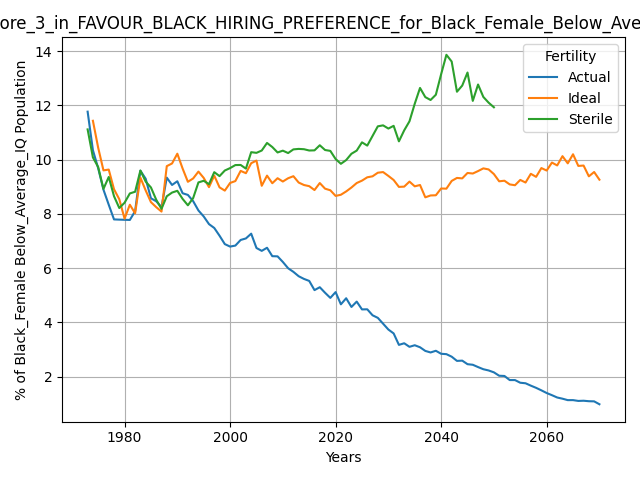 ore_3_in_FAVOUR_BLACK_HIRING_PREFERENCE_for_Black_Female_Below_Ave
Fertility
Actual
Ideal
Sterile
% of Black_Female Below_Average_IQ Population
14
12
10
8
6
4
2
1980 2000 2020 2040 2060
Years